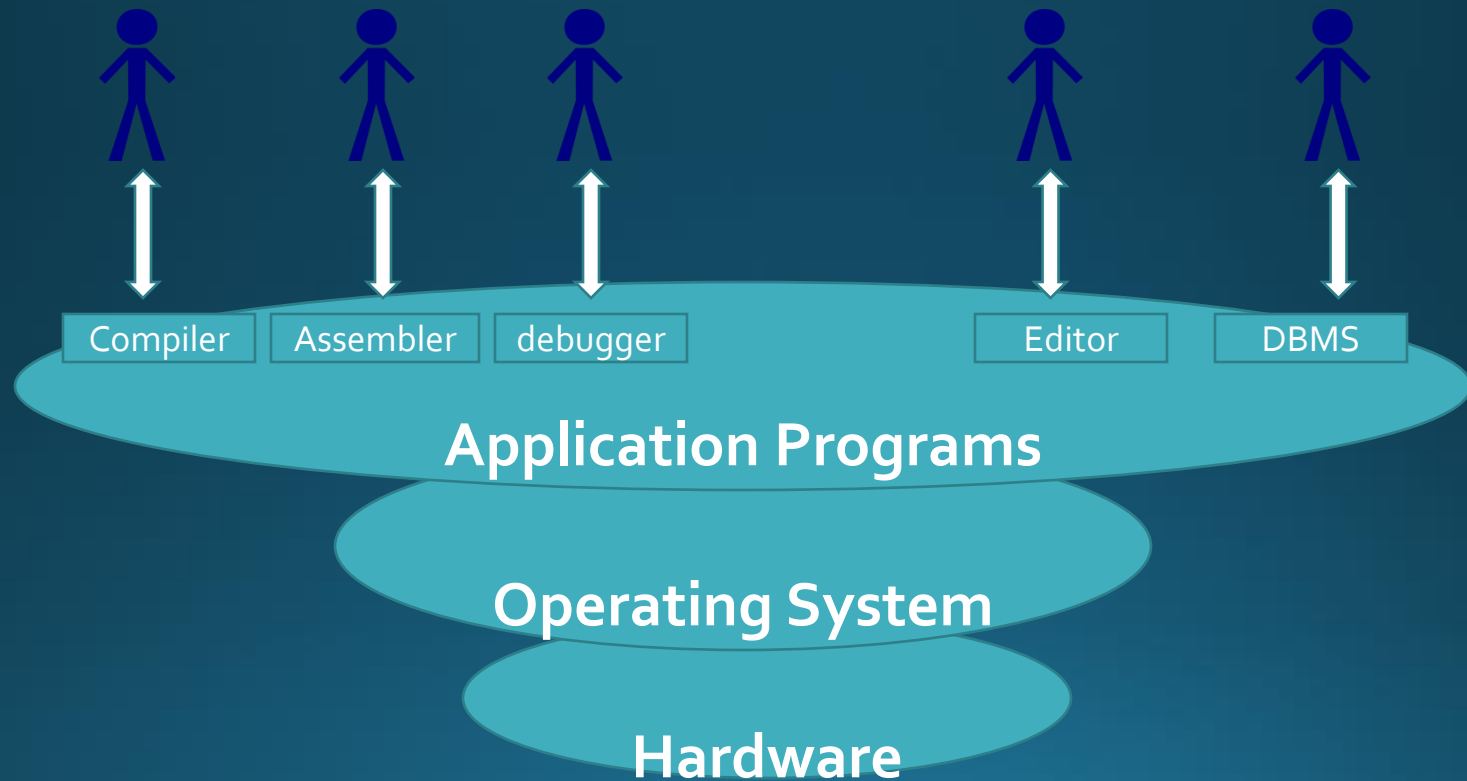 Compiler
Assembler
debugger
Editor
DBMS
Application Programs
Operating System
Hardware